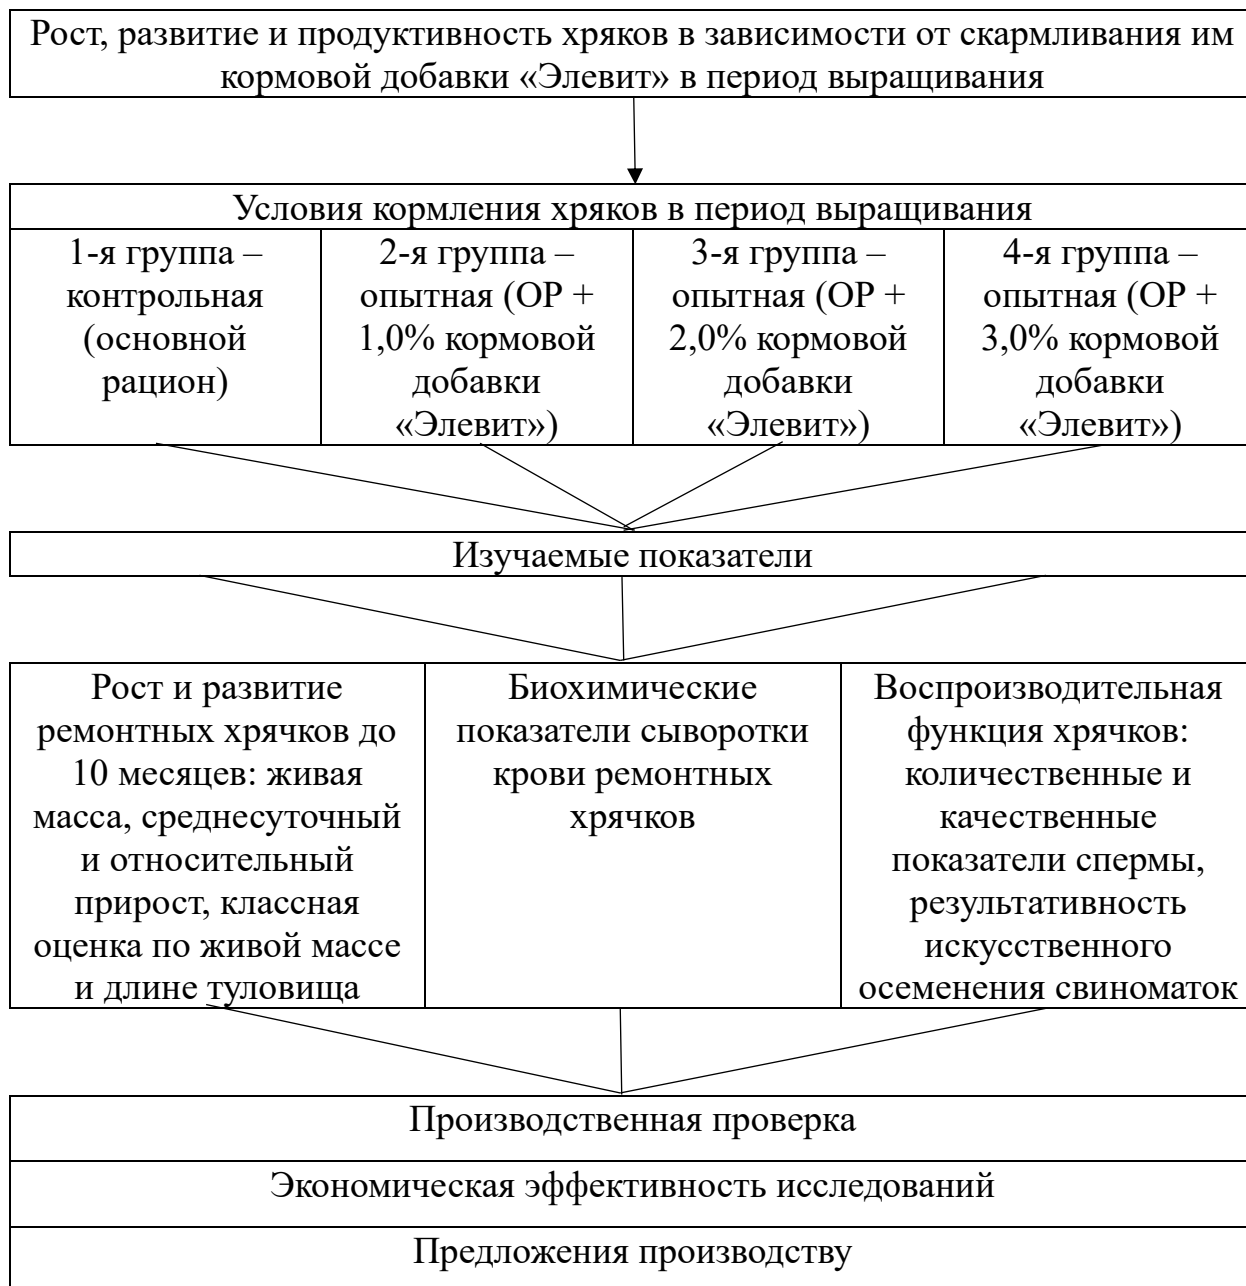 Рост, развитие и продуктивность хряков в зависимости от скармливания им
кормовой добавки «Элевит» в период выращивания
Условия кормления хряков в период выращивания
1-я группа –
контрольная
(основной
рацион)
2-я группа –
опытная (ОР +
1,0% кормовой
добавки
«Элевит»)
3-я группа –
опытная (ОР +
2,0% кормовой
добавки
«Элевит»)
4-я группа –
опытная (ОР +
3,0% кормовой
добавки
«Элевит»)
Изучаемые показатели
Рост и развитие
ремонтных хрячков до
10 месяцев: живая
масса, среднесуточный
и относительный
прирост, классная
оценка по живой массе
и длине туловища
Биохимические
показатели сыворотки
крови ремонтных
хрячков
Воспроизводительная
функция хрячков:
количественные и
качественные
показатели спермы,
результативность
искусственного
осеменения свиноматок
Производственная проверка
Экономическая эффективность исследований
Предложения производству